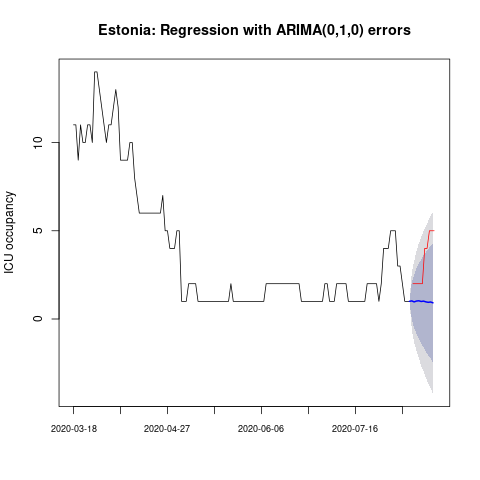 Estonia: Regression with ARIMA(0,1,0) errors
ICU occupancy
10
5
0
2020-03-18 2020-04-27 2020-06-06 2020-07-16